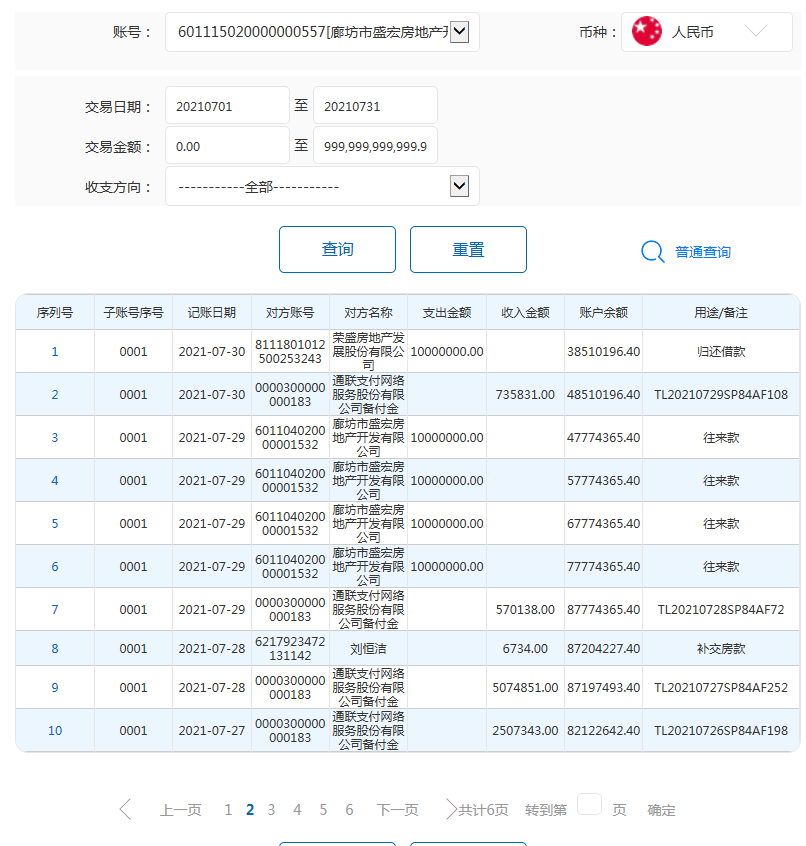 账号： 601115020000000557[廊坊市盛宏房地产开 币种： 人民币
交易日期： 20210701 至 20210731
交易金额： 0.00 至 999,999,999,999.9
收支方向： -----------全部-----------
查询 重置 普通查询
序列号 子账号序号 记账日期 对方账号 对方名称 支出金额 收入金额 账户余额 用途/备注
1 0001 2021-07-30 8111801012500253243 荣盛房地产发展股份有限公司 10000000.00 38510196.40 归还借款
2 0001 2021-07-30 0000300000000183 通联支付网络服务股份有限公司备付金 735831.00 48510196.40 TL20210729SP84AF108
3 0001 2021-07-29 601104020000001532 廊坊市盛宏房地产开发有限公司 10000000.00 47774365.40 往来款
4 0001 2021-07-29 601104020000001532 廊坊市盛宏房地产开发有限公司 10000000.00 57774365.40 往来款
5 0001 2021-07-29 601104020000001532 廊坊市盛宏房地产开发有限公司 10000000.00 67774365.40 往来款
6 0001 2021-07-29 601104020000001532 廊坊市盛宏房地产开发有限公司 10000000.00 77774365.40 往来款
7 0001 2021-07-29 0000300000000183 通联支付网络服务股份有限公司备付金 570138.00 87774365.40 TL20210728SP84AF72
8 0001 2021-07-28 6217923472131142 刘恒洁 6734.00 87204227.40 补交房款
9 0001 2021-07-28 0000300000000183 通联支付网络服务股份有限公司备付金 5074851.00 87197493.40 TL20210727SP84AF252
10 0001 2021-07-27 0000300000000183 通联支付网络服务股份有限公司备付金 2507343.00 82122642.40 TL20210726SP84AF198
上一页 1 2 3 4 5 6 下一页 共计6页 转到第 页 确定